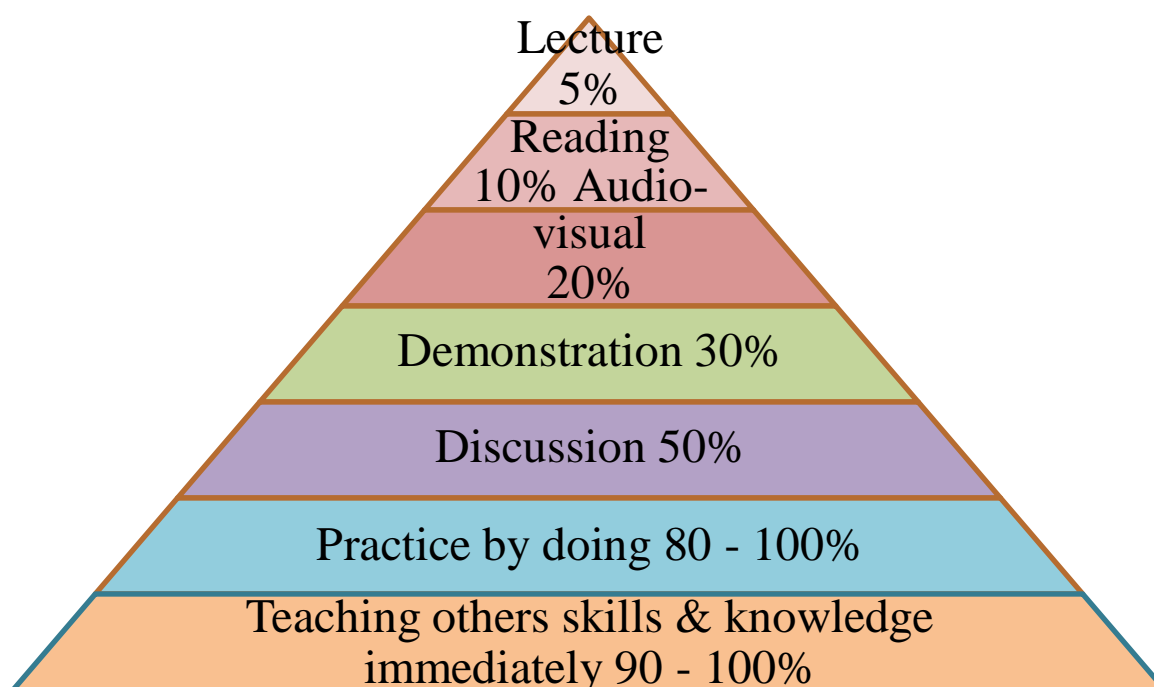 Lecture
5%
Reading
10% Audio-
visual
20%
Demonstration 30%
Discussion 50%
Practice by doing 80 - 100%
Teaching others skills & knowledge
immediately 90 - 100%